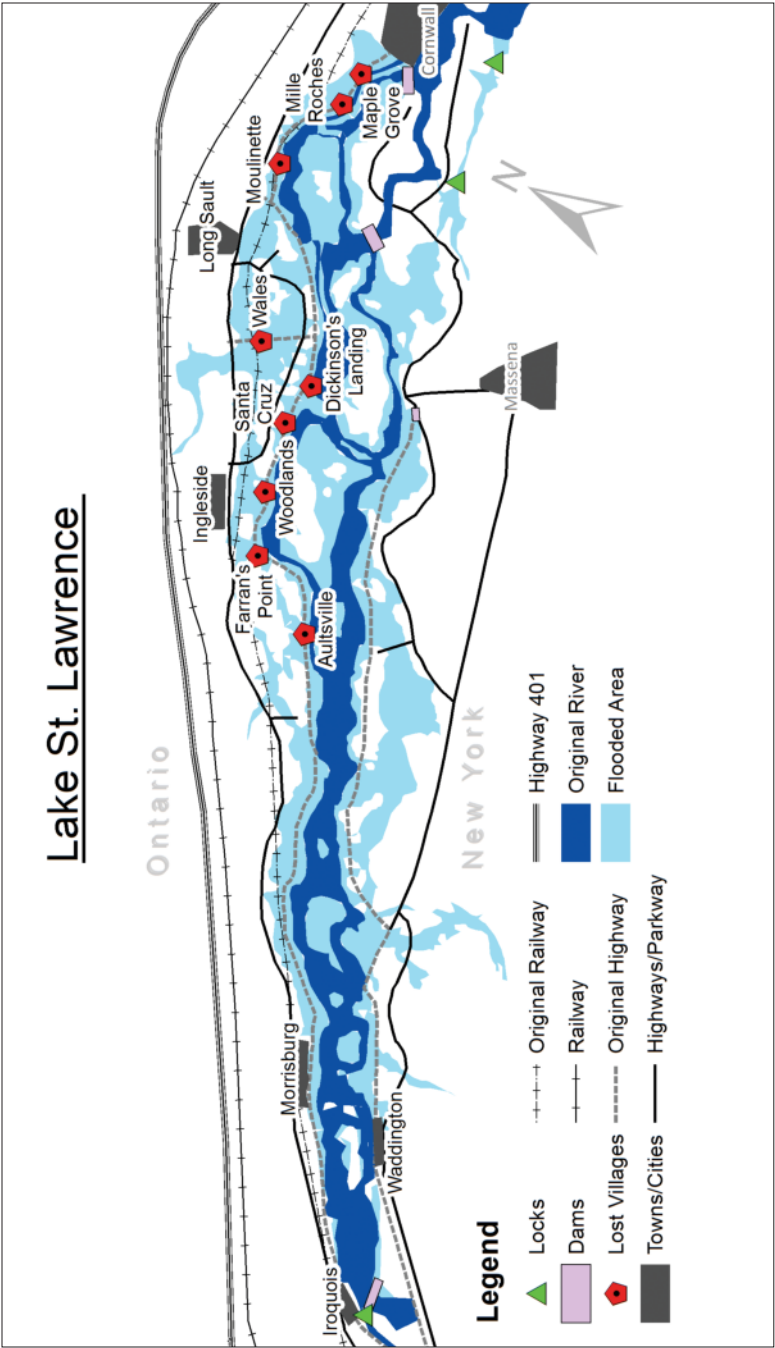 Lake St. Lawrence
Ontario
Long Sault
Ingleside
Moulinette
Mille
Roches
Maple
Grove
Cornwall
Wales
Santa
Cruz
Dickinson's
Landing
Woodlands
Farran's
Point
Aultsville
Morrisburg
Iroquois
Waddington
Massena
New York
N
Legend
Locks
Dams
Lost Villages
Towns/Cities
Original Railway
Railway
Original Highway
Highways/Parkway
Highway 401
Original River
Flooded Area